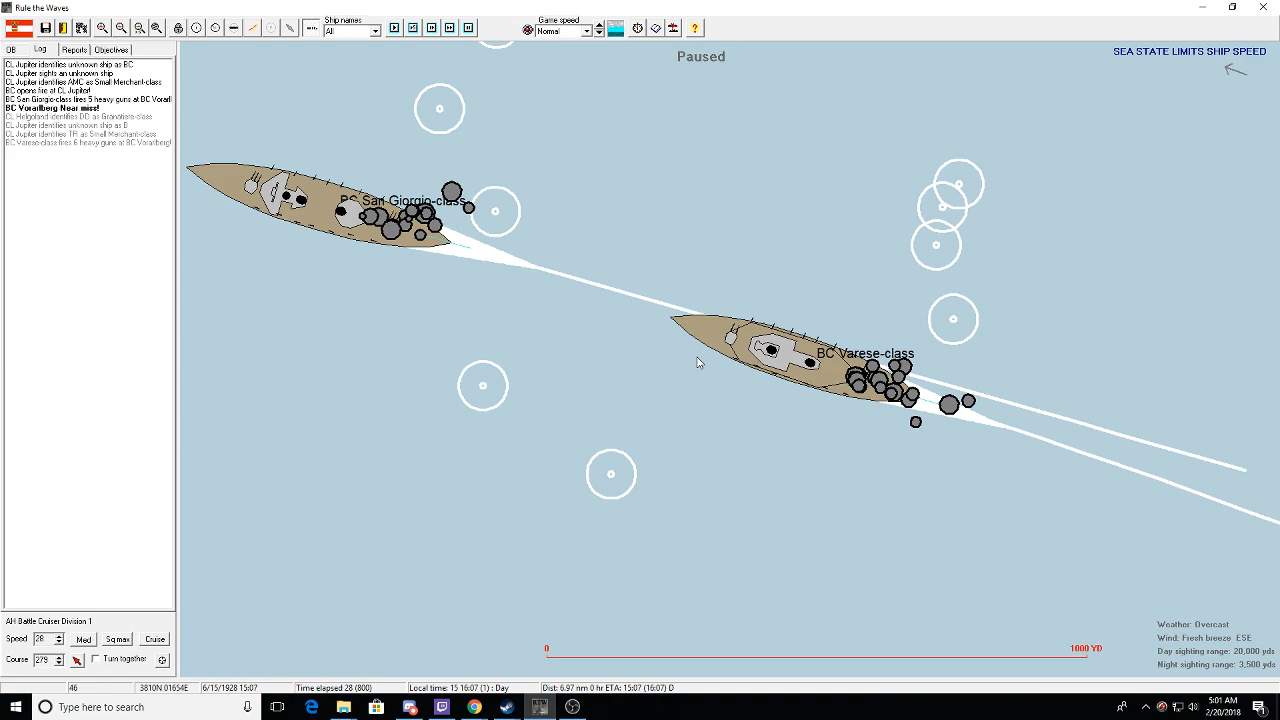 Rule the Waves
Ship names
All
Game speed
Normal
OB
Log
Reports
Objectives
CL Jupiter identifies unknown ship as BC
CL Jupiter sights an unknown ship
CL Jupiter identifies AMC as Small Merchant-class
BC opens fire at CL Jupiter!
BC San Giorgio-class fires 5 heavy guns at BC Vorarl
BC Vorarlberg Near miss!
CL Helgoland identifies DD as Granatiere-class
CL Jupiter identifies unknown ship as B
CL Jupiter identifies TR as Small Merchant-class
BC Varese-class fires 6 heavy guns at BC Vorarlberg!
Paused
SEA STATE LIMITS SHIP SPEED
BC San Giorgio-class
BC Varese-class
0
1000 YD
Weather: Overcast
Wind: Fresh breeze ESE
Day sighting range: 20,000 yds
Night sighting range: 3,500 yds
AH Battle Cruiser Division 1
Speed 28 Med Sq max Cruise
Course 279 Turn together
46
3810N 01654E
6/15/1928 15:07
Time elapsed 28 (800)
Local time: 15 16:07 (1) : Day
Dist: 6.97 nm 0 hr ETA: 15:07 (16:07) D
Type here to search
5:01 AM
2/20/2018